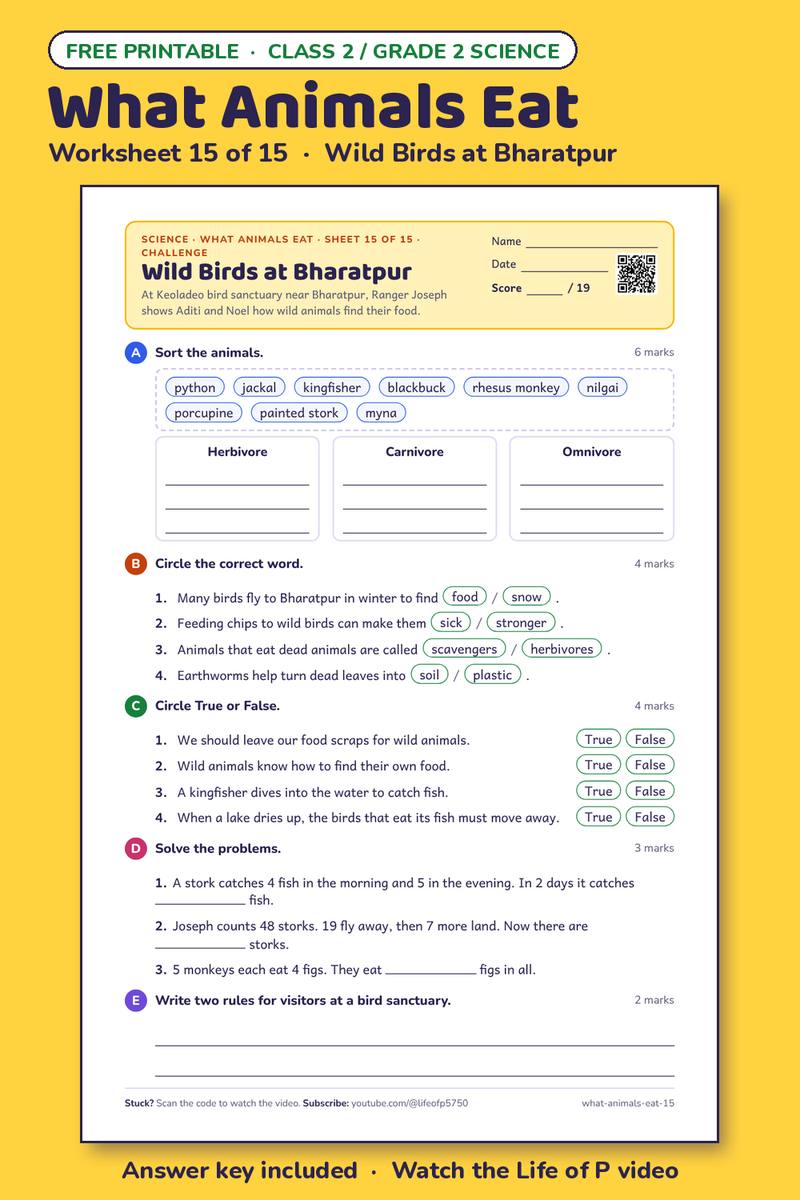 FREE PRINTABLE · CLASS 2 / GRADE 2 SCIENCE
What Animals Eat
Worksheet 15 of 15 · Wild Birds at Bharatpur
SCIENCE · WHAT ANIMALS EAT · SHEET 15 OF 15 ·
CHALLENGE
Wild Birds at Bharatpur
At Keoladeo bird sanctuary near Bharatpur, Ranger Joseph
shows Aditi and Noel how wild animals find their food.
Name
Date
Score / 19
A Sort the animals. 6 marks
python jackal kingfisher blackbuck rhesus monkey nilgai
porcupine painted stork myna
Herbivore Carnivore Omnivore
B Circle the correct word. 4 marks
1. Many birds fly to Bharatpur in winter to find food / snow .
2. Feeding chips to wild birds can make them sick / stronger .
3. Animals that eat dead animals are called scavengers / herbivores .
4. Earthworms help turn dead leaves into soil / plastic .
C Circle True or False. 4 marks
1. We should leave our food scraps for wild animals. True False
2. Wild animals know how to find their own food. True False
3. A kingfisher dives into the water to catch fish. True False
4. When a lake dries up, the birds that eat its fish must move away. True False
D Solve the problems. 3 marks
1. A stork catches 4 fish in the morning and 5 in the evening. In 2 days it catches
fish.
2. Joseph counts 48 storks. 19 fly away, then 7 more land. Now there are
storks.
3. 5 monkeys each eat 4 figs. They eat figs in all.
E Write two rules for visitors at a bird sanctuary. 2 marks
Stuck? Scan the code to watch the video. Subscribe: youtube.com/@lifeofp5750 what-animals-eat-15
Answer key included · Watch the Life of P video